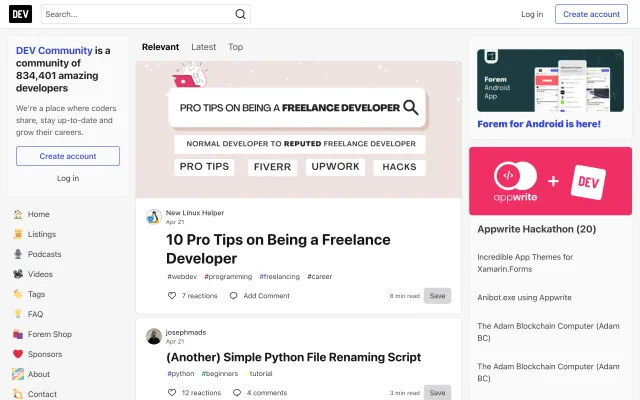 DEV
Search...
Log in
Create account
DEV Community is a
community of
834,401 amazing
developers
We're a place where coders
share, stay up-to-date and
grow their careers.
Create account
Log in
Home
Listings
Podcasts
Videos
Tags
FAQ
Forem Shop
Sponsors
About
Contact
Relevant
Latest
Top
PRO TIPS ON BEING A FREELANCE DEVELOPER
NORMAL DEVELOPER TO REPUTED FREELANCE DEVELOPER
PRO TIPS
FIVERR
UPWORK
HACKS
New Linux Helper
Apr 21
10 Pro Tips on Being a Freelance
Developer
#webdev #programming #freelancing #career
7 reactions
Add Comment
8 min read
Save
josephmads
Apr 21
(Another) Simple Python File Renaming Script
#python #beginners #tutorial
12 reactions
4 comments
3 min read
Save
Forem
Android
App
Forem for Android is here!
appwrite
+
DEV
Appwrite Hackathon (20)
Incredible App Themes for
Xamarin.Forms
Anibot.exe using Appwrite
The Adam Blockchain Computer (Adam
BC)
The Adam Blockchain Computer (Adam
BC)